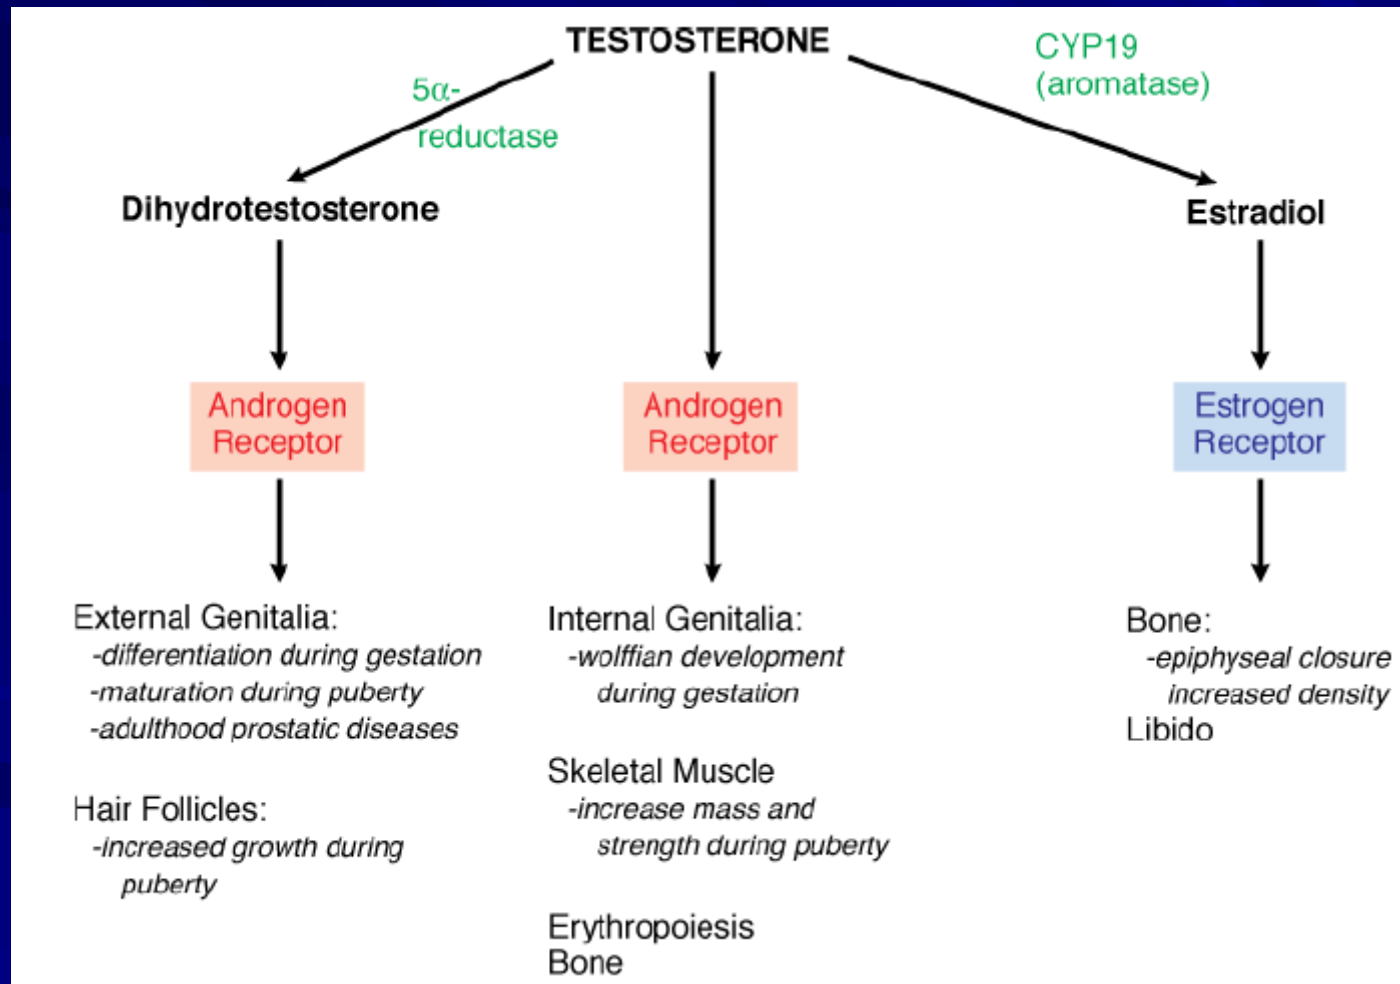 TESTOSTERONE
5α-
reductase
CYP19
(aromatase)
Dihydrotestosterone
Estradiol
Androgen
Receptor
Androgen
Receptor
Estrogen
Receptor
External Genitalia:
-differentiation during gestation
-maturation during puberty
-adulthood prostatic diseases
Hair Follicles:
-increased growth during
puberty
Internal Genitalia:
-wolffian development
during gestation
Skeletal Muscle
-increase mass and
strength during puberty
Erythropoiesis
Bone
Bone:
-epiphyseal closure
increased density
Libido